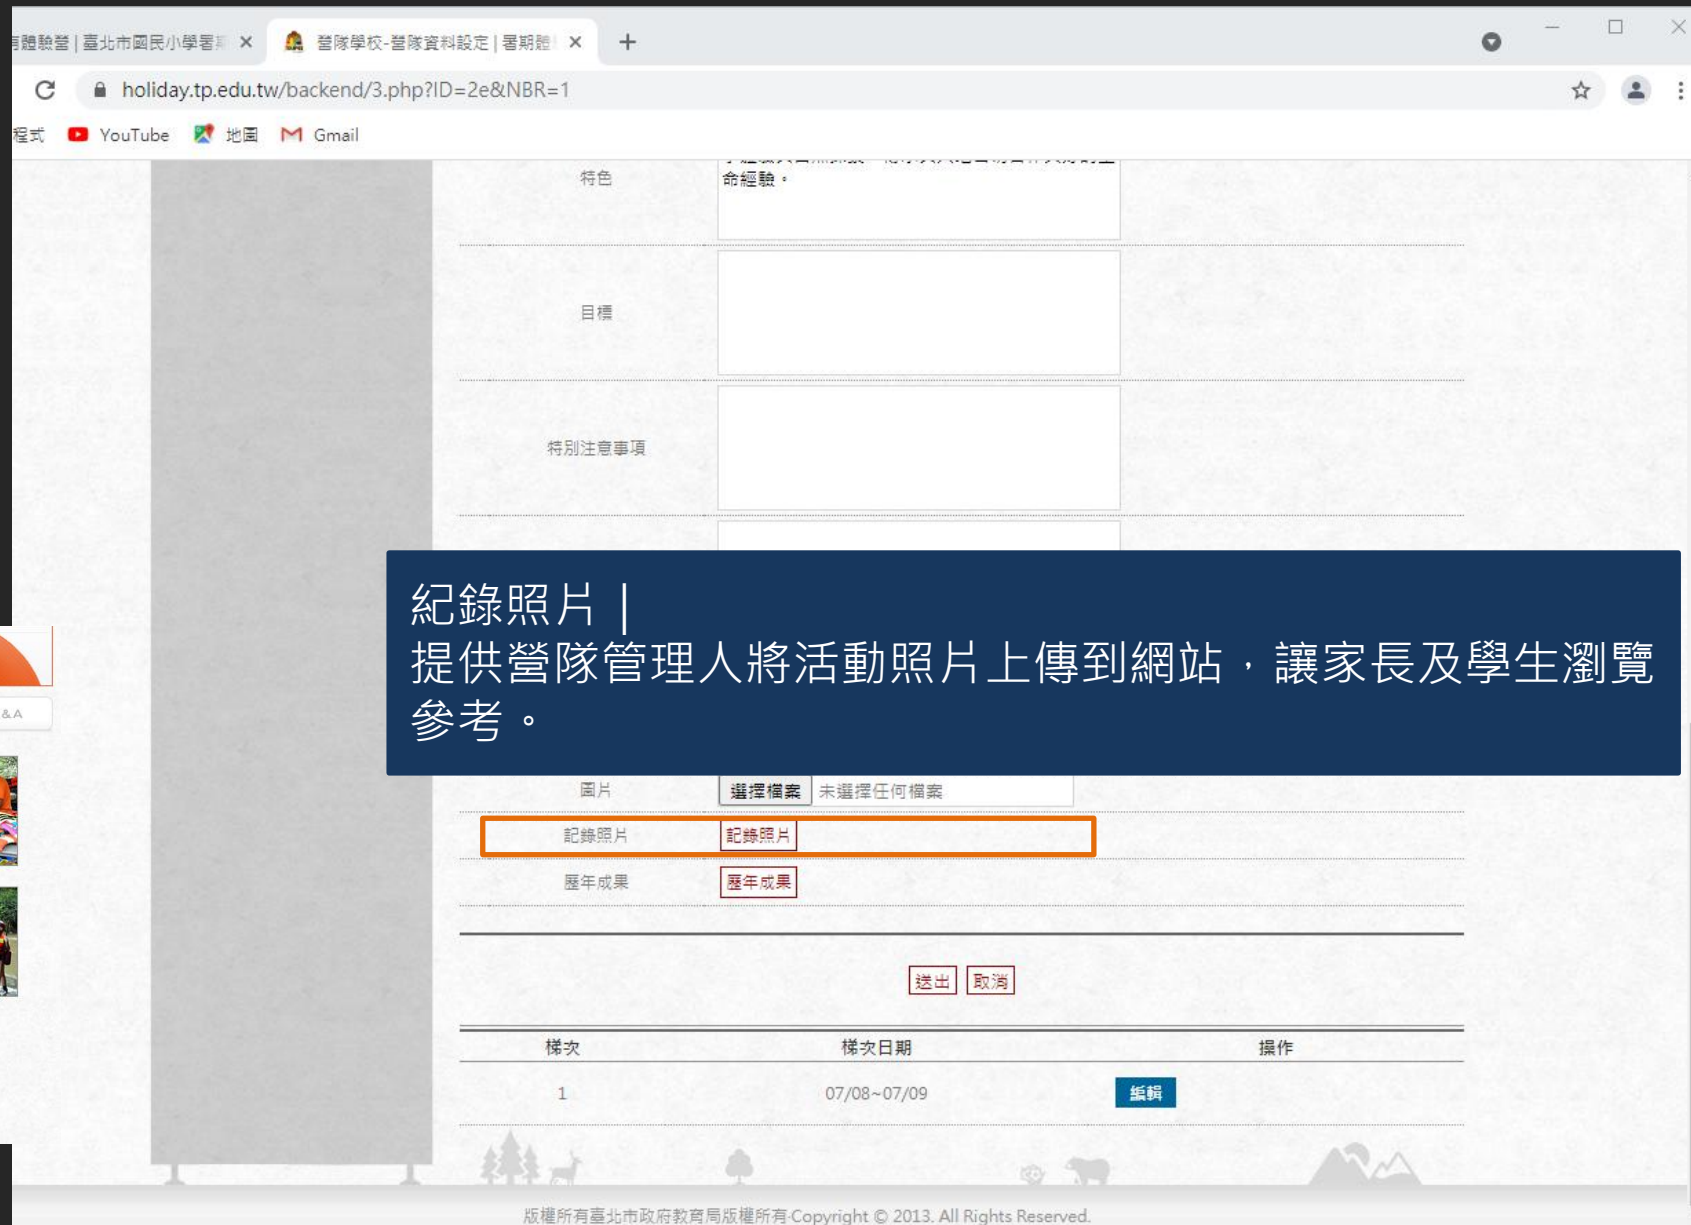 體驗營 | 臺北市國民小學署
營隊學校-營隊資料設定 | 署期體
holiday.tp.edu.tw/backend/3.php?ID=2e&NBR=1
程式 YouTube 地圖 Gmail
特色
命經驗。
目標
特別注意事項
紀錄照片|
提供營隊管理人將活動照片上傳到網站，讓家長及學生瀏覽
參考。
&A
圖片 選擇檔案 未選擇任何檔案
記錄照片 記錄照片
歷年成果 歷年成果
送出 取消
梯次 梯次日期 操作
1 07/08~07/09 編輯
版權所有臺北市政府教育局版權所有·Copyright © 2013. All Rights Reserved.